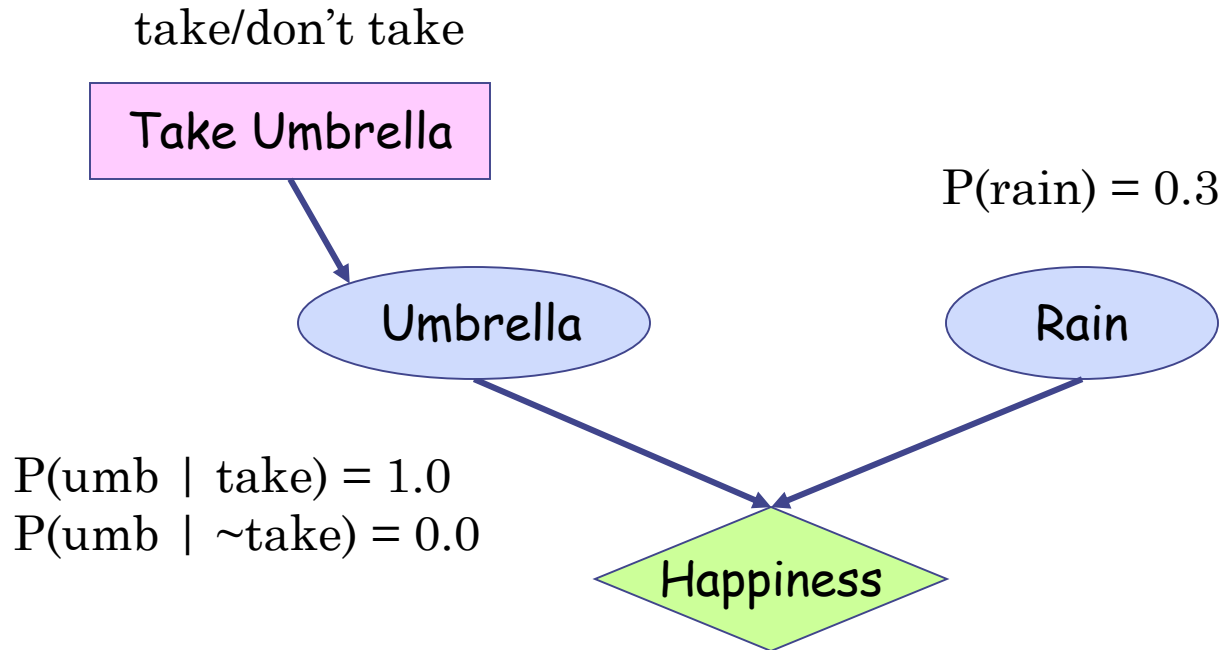 take/don’t take
Take Umbrella
P(rain) = 0.3
Umbrella
Rain
P(umb | take) = 1.0
P(umb | ~take) = 0.0
Happiness